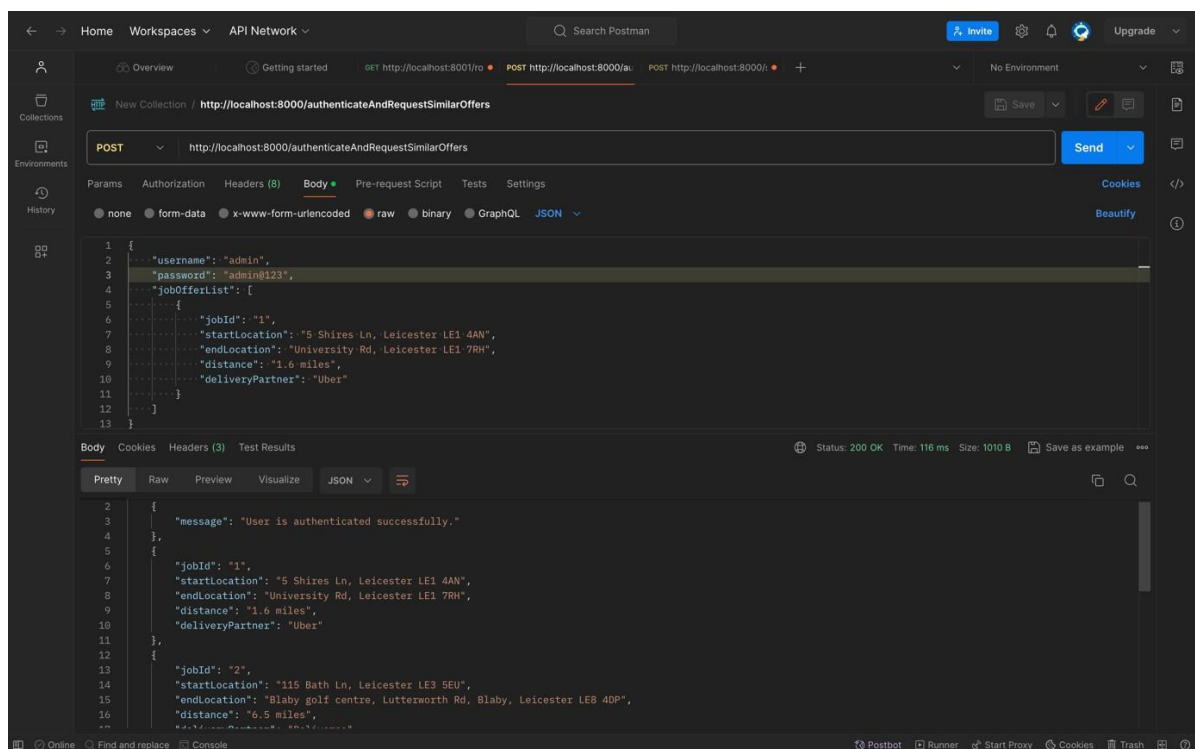 Home Workspaces API Network Search Postman Invite Upgrade
Overview Getting started GET http://localhost:8001/ro POST http://localhost:8000/au POST http://localhost:8000/: + No Environment
HTTP New Collection / http://localhost:8000/authenticateAndRequestSimilarOffers Save
Collections
POST http://localhost:8000/authenticateAndRequestSimilarOffers Send
Environments
Params Authorization Headers (8) Body Pre-request Script Tests Settings Cookies
History
none form-data x-www-form-urlencoded raw binary GraphQL JSON Beautify
1 {
2 "username": "admin",
3 "password": "admin@123",
4 "jobOfferList": [
5 {
6 "jobId": "1",
7 "startLocation": "5 Shires Ln, Leicester LE1 4AN",
8 "endLocation": "University Rd, Leicester LE1 7RH",
9 "distance": "1.6 miles",
10 "deliveryPartner": "Uber"
11 }
12 ]
13 }
Body Cookies Headers (3) Test Results Status: 200 OK Time: 116 ms Size: 1010 B Save as example
Pretty Raw Preview Visualize JSON
2 {
3 "message": "User is authenticated successfully."
4 },
5 {
6 "jobId": "1",
7 "startLocation": "5 Shires Ln, Leicester LE1 4AN",
8 "endLocation": "University Rd, Leicester LE1 7RH",
9 "distance": "1.6 miles",
10 "deliveryPartner": "Uber"
11 },
12 {
13 "jobId": "2",
14 "startLocation": "115 Bath Ln, Leicester LE3 5EU",
15 "endLocation": "Blaby golf centre, Lutterworth Rd, Blaby, Leicester LE8 4DP",
16 "distance": "6.5 miles",
Online Find and replace Console Postbot Runner Start Proxy Cookies Trash